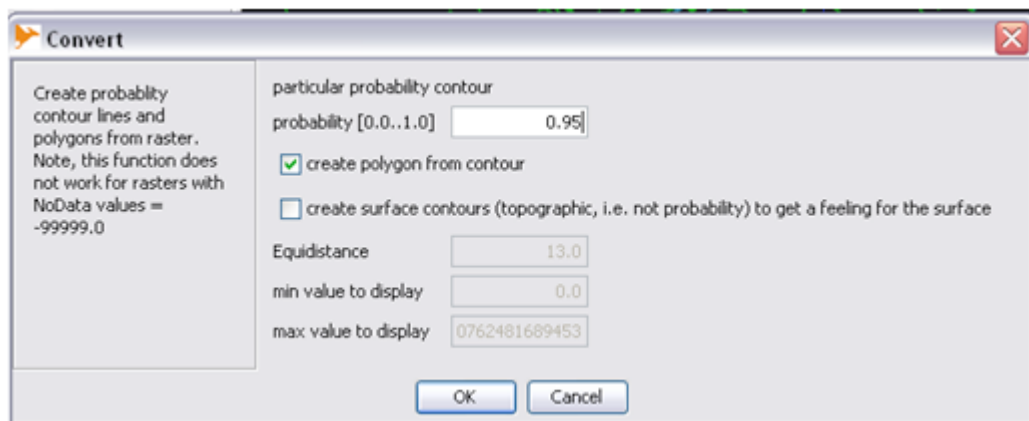 Convert
Create probablity
contour lines and
polygons from raster.
Note, this function does
not work for rasters with
NoData values =
-99999.0
particular probability contour
probability [0.0..1.0] 0.95
create polygon from contour
create surface contours (topographic, i.e. not probability) to get a feeling for the surface
Equidistance 13.0
min value to display 0.0
max value to display 0762481689453
OK Cancel